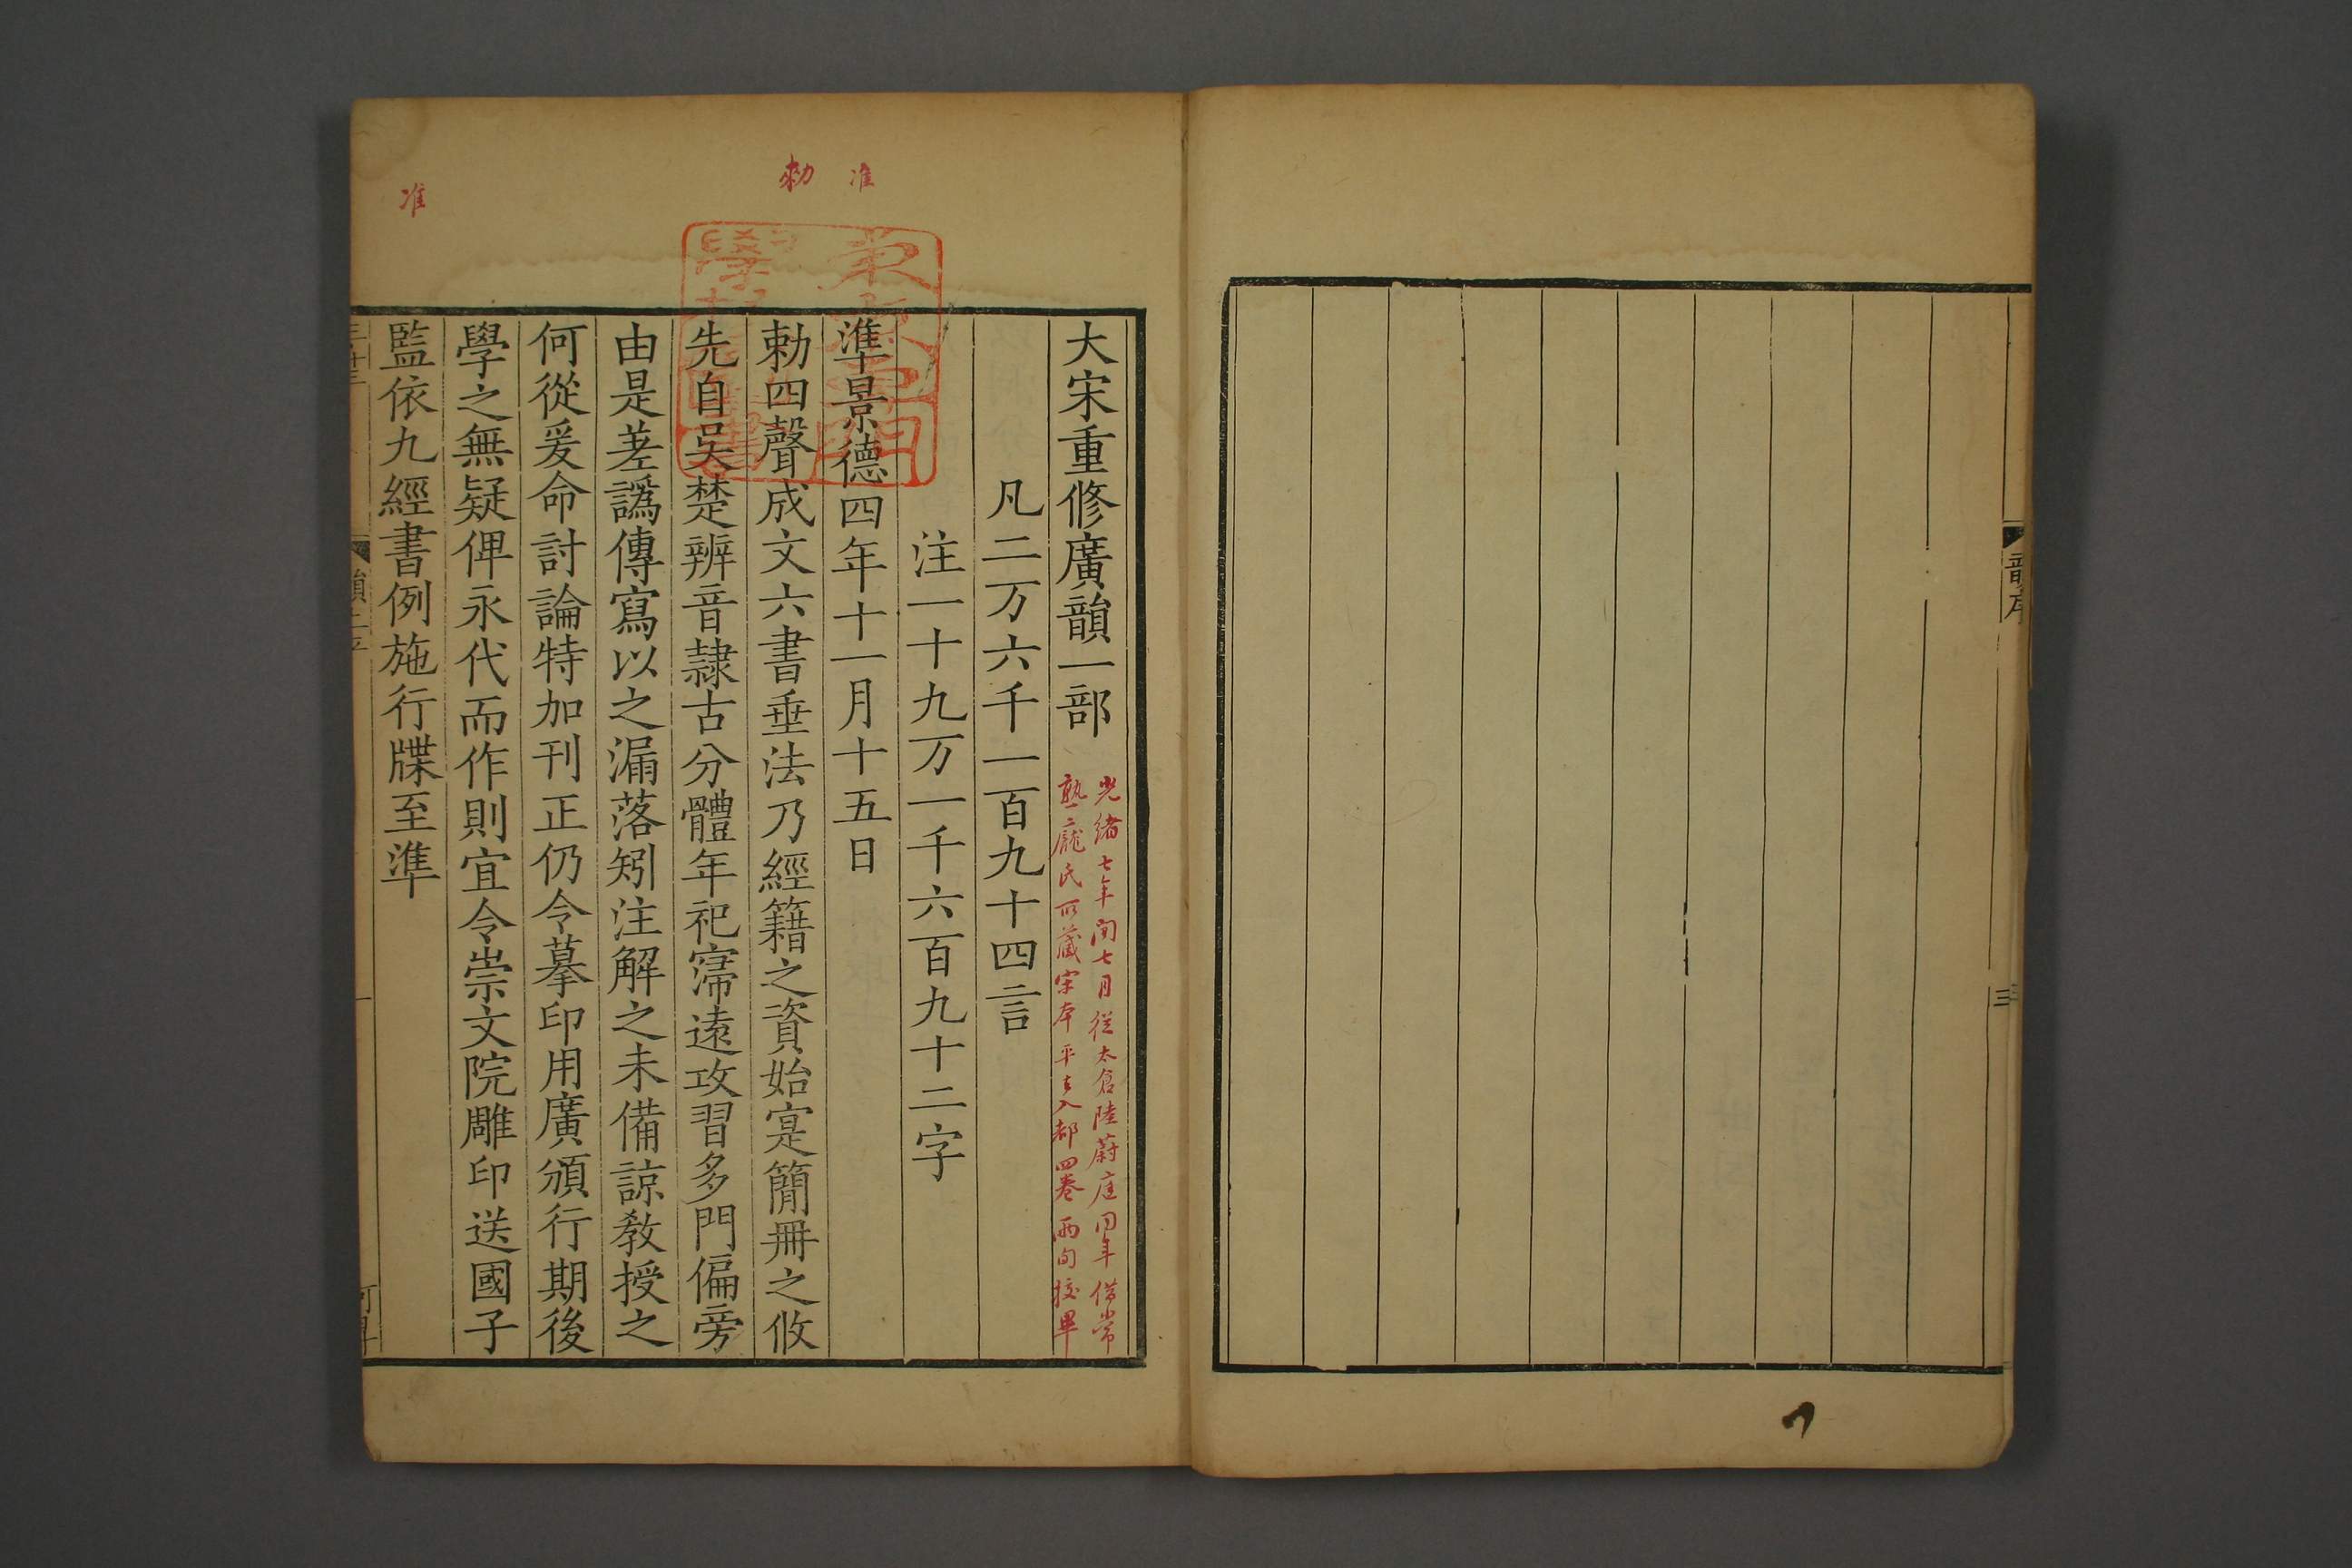 韻序
三
大宋重修廣韻一部
光緒七年閏七月從太倉陸蔚庭同年借常
熟龐氏所藏宋本平去入都四卷兩旬挍畢
凡二万六千一百九十四言
注一十九万一千六百九十二字
準景德四年十一月十五日
勑四聲成文六書垂法乃經籍之資始寔簡冊之攸
先自吳楚辨音隷古分體年祀寖遠攻習多門偏旁
由是差譌傳寫以之漏落矧注解之未備諒教授之
何從爰命討論特加刊正仍令摹印用廣頒行期後
學之無疑俾永代而作則宜令崇文院雕印送國子
監依九經書例施行牒至準
准
勑
准